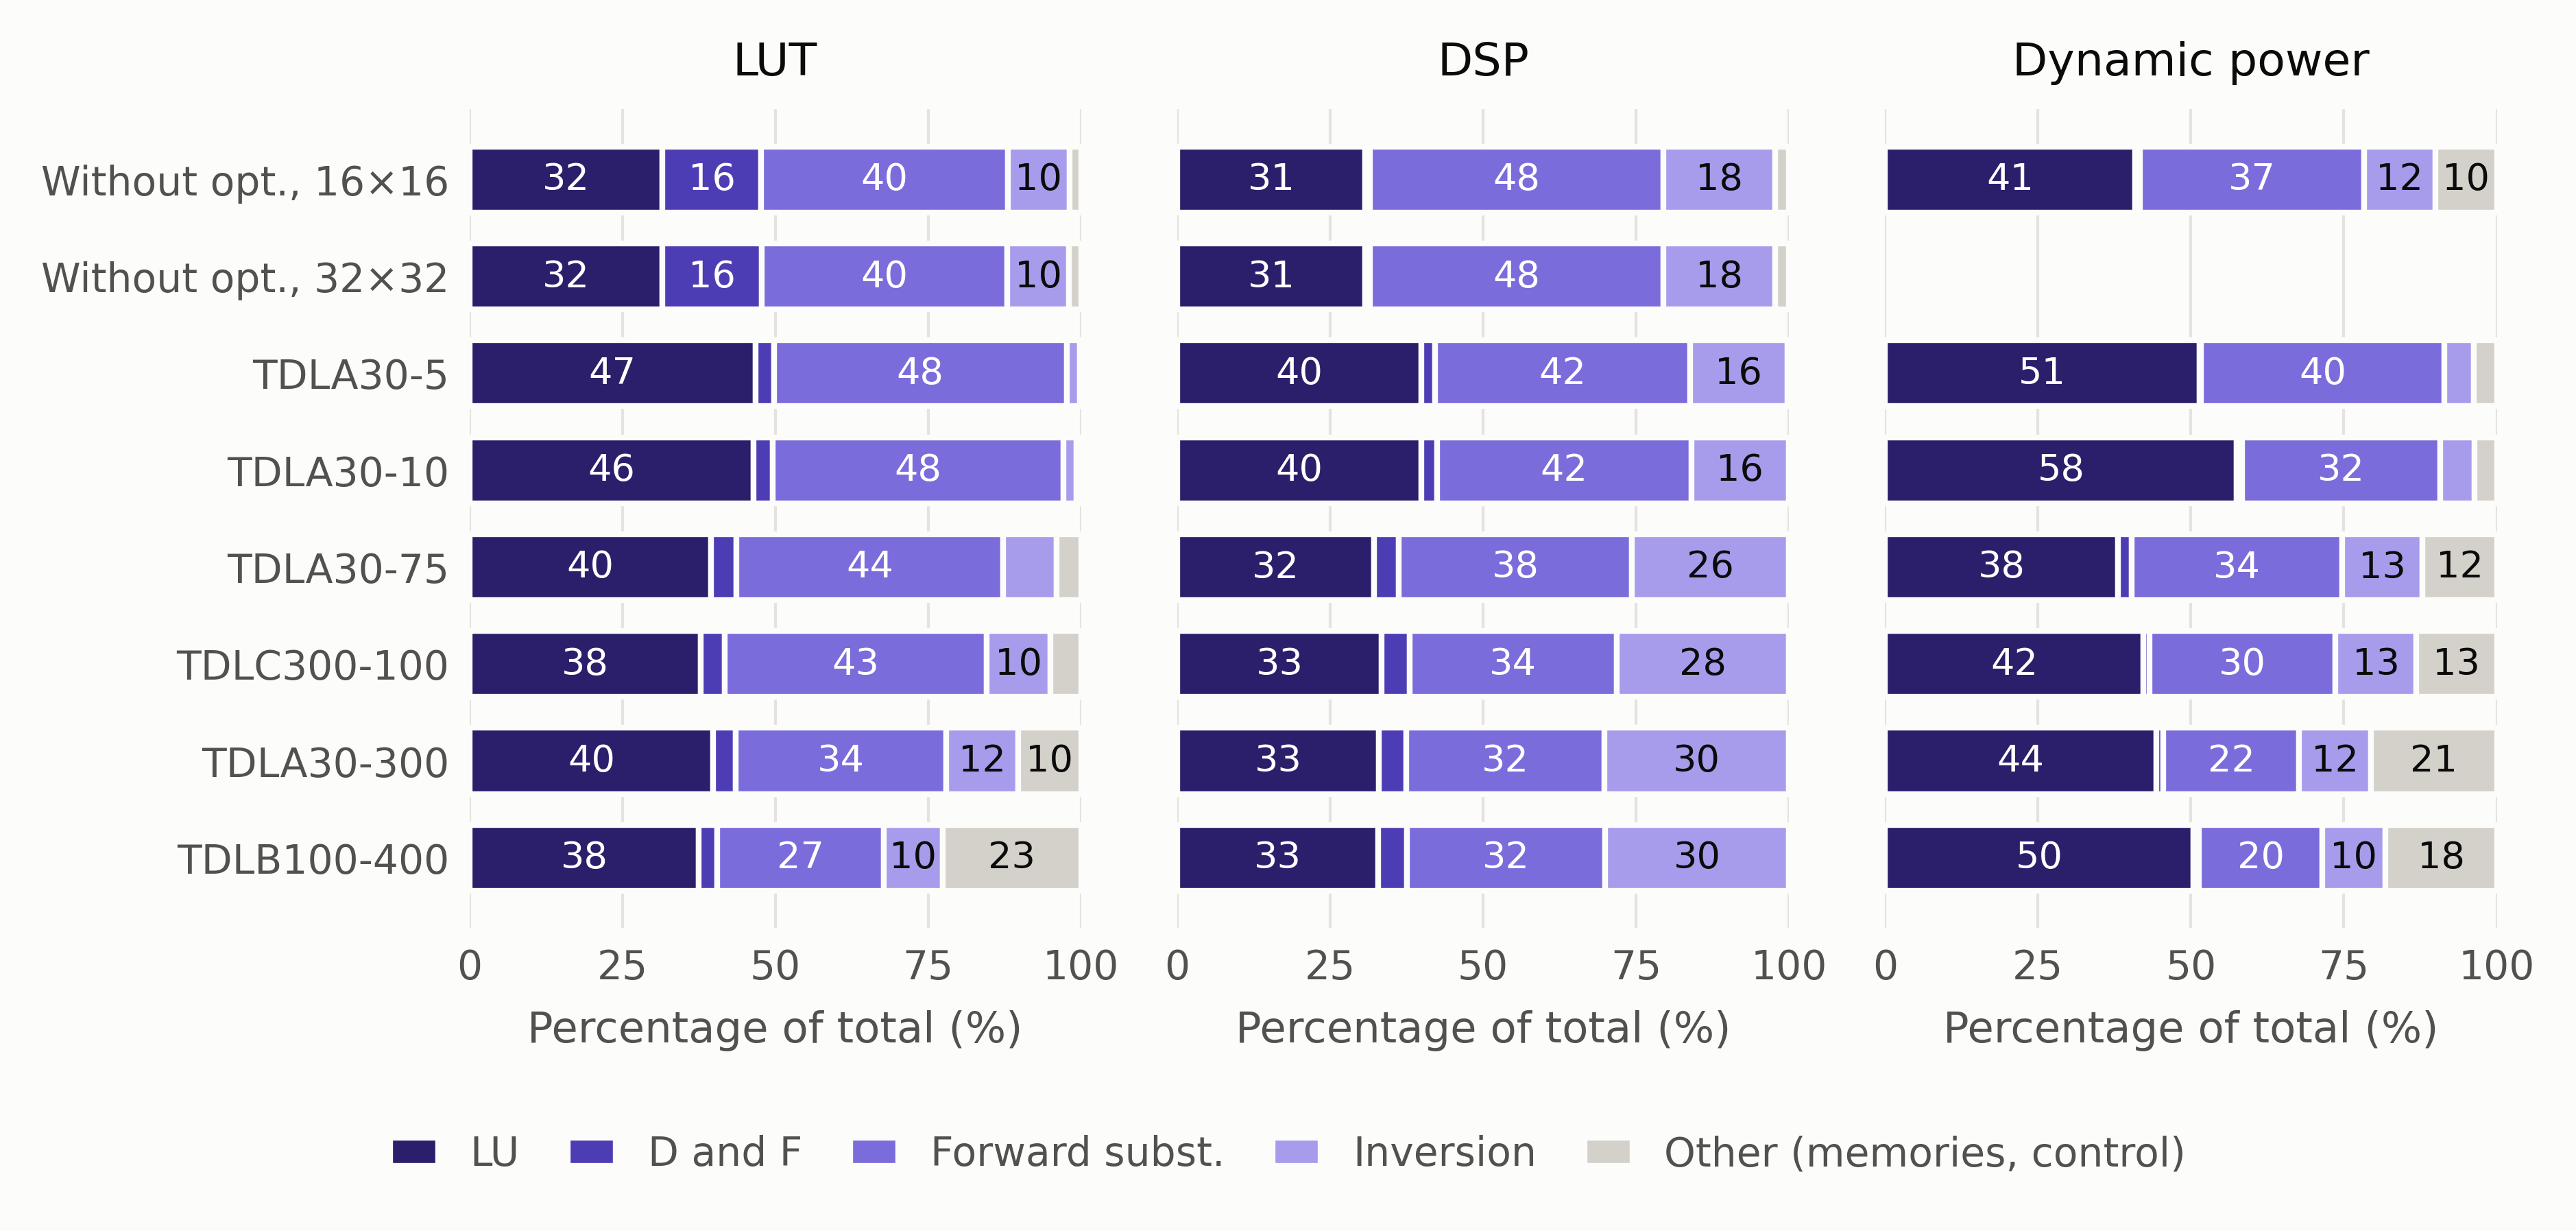 LUT DSP Dynamic power
Without opt., 16×16 32 16 40 10 31 48 18 41 37 12 10
Without opt., 32×32 32 16 40 10 31 48 18
TDLA30-5 47 48 40 42 16 51 40
TDLA30-10 46 48 40 42 16 58 32
TDLA30-75 40 44 32 38 26 38 34 13 12
TDLC300-100 38 43 10 33 34 28 42 30 13 13
TDLA30-300 40 34 12 10 33 32 30 44 22 12 21
TDLB100-400 38 27 10 23 33 32 30 50 20 10 18
0 25 50 75 100 0 25 50 75 100 0 25 50 75 100
Percentage of total (%) Percentage of total (%) Percentage of total (%)
LU D and F Forward subst. Inversion Other (memories, control)